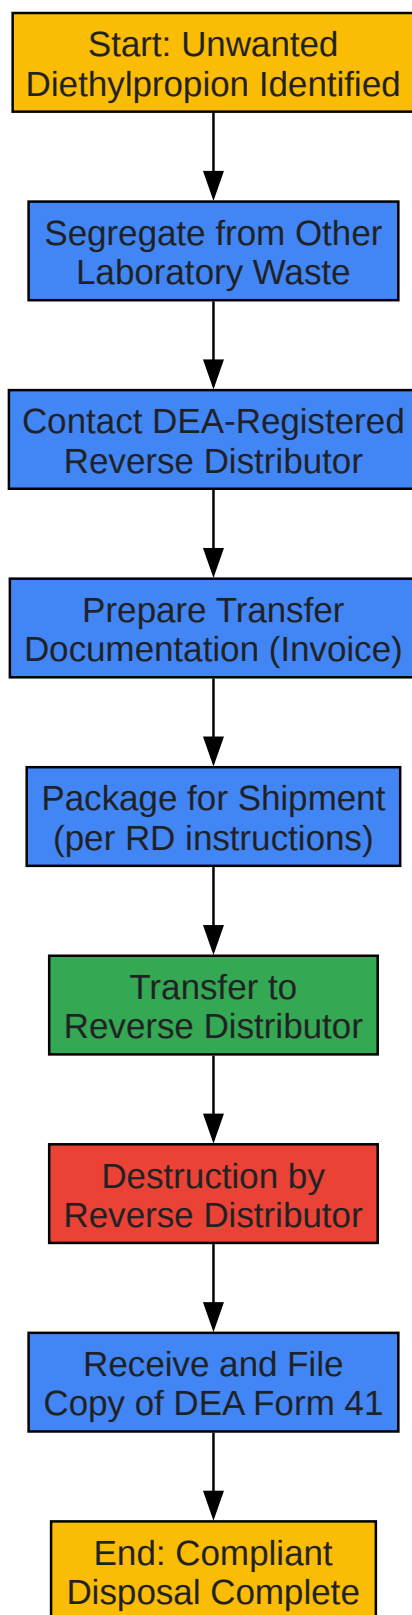 Start: Unwanted
Diethylpropion Identified
Segregate from Other
Laboratory Waste
Contact DEA-Registered
Reverse Distributor
Prepare Transfer
Documentation (Invoice)
Package for Shipment
(per RD instructions)
Transfer to
Reverse Distributor
Destruction by
Reverse Distributor
Receive and File
Copy of DEA Form 41
End: Compliant
Disposal Complete